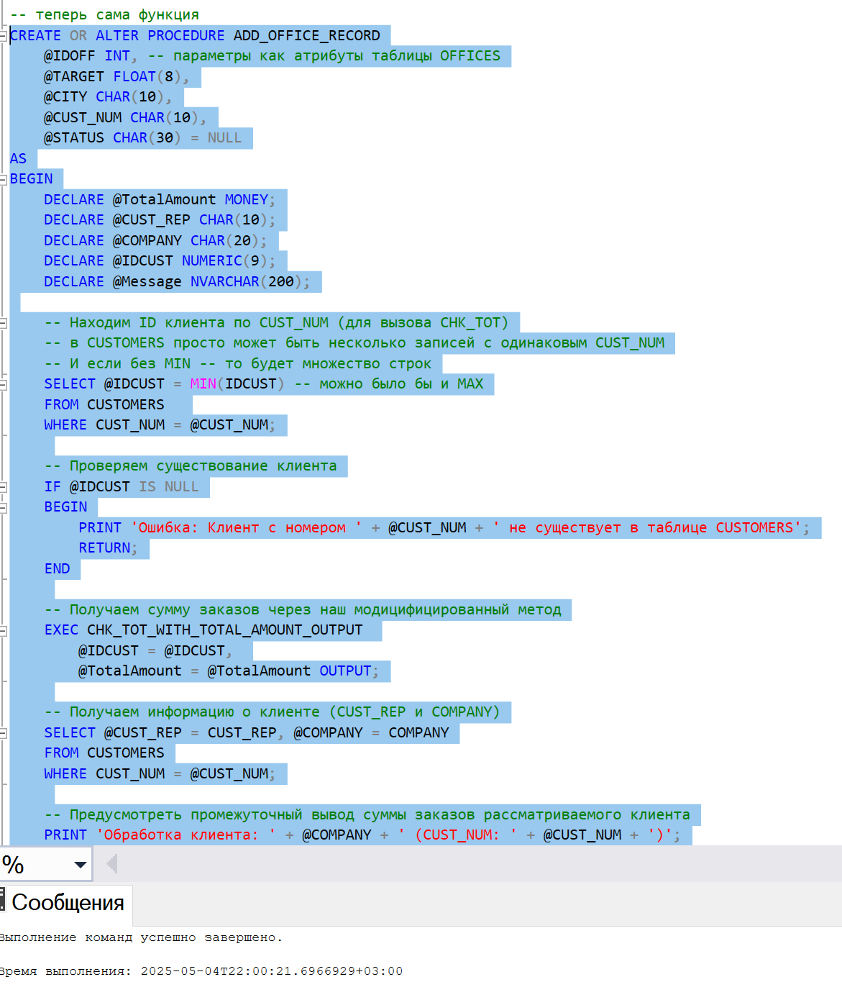 -- теперь сама функция
CREATE OR ALTER PROCEDURE ADD_OFFICE_RECORD
    @IDOFF INT, -- параметры как атрибуты таблицы OFFICES
    @TARGET FLOAT(8),
    @CITY CHAR(10),
    @CUST_NUM CHAR(10),
    @STATUS CHAR(30) = NULL
AS
BEGIN
    DECLARE @TotalAmount MONEY;
    DECLARE @CUST_REP CHAR(10);
    DECLARE @COMPANY CHAR(20);
    DECLARE @IDCUST NUMERIC(9);
    DECLARE @Message NVARCHAR(200);
    -- Находим ID клиента по CUST_NUM (для вызова CHK_TOT)
    -- в CUSTOMERS просто может быть несколько записей с одинаковым CUST_NUM
    -- И если без MIN -- то будет множество строк
    SELECT @IDCUST = MIN(IDCUST) -- можно было бы и MAX
    FROM CUSTOMERS
    WHERE CUST_NUM = @CUST_NUM;
    -- Проверяем существование клиента
    IF @IDCUST IS NULL
    BEGIN
        PRINT 'Ошибка: Клиент с номером ' + @CUST_NUM + ' не существует в таблице CUSTOMERS';
        RETURN;
    END
    -- Получаем сумму заказов через наш модицифицированный метод
    EXEC CHK_TOT_WITH_TOTAL_AMOUNT_OUTPUT
        @IDCUST = @IDCUST,
        @TotalAmount = @TotalAmount OUTPUT;
    -- Получаем информацию о клиенте (CUST_REP и COMPANY)
    SELECT @CUST_REP = CUST_REP, @COMPANY = COMPANY
    FROM CUSTOMERS
    WHERE CUST_NUM = @CUST_NUM;
    -- Предусмотреть промежуточный вывод суммы заказов рассматриваемого клиента
    PRINT 'Обработка клиента: ' + @COMPANY + ' (CUST_NUM: ' + @CUST_NUM + ')';
%
Сообщения
Выполнение команд успешно завершено.
Время выполнения: 2025-05-04T22:00:21.6966929+03:00